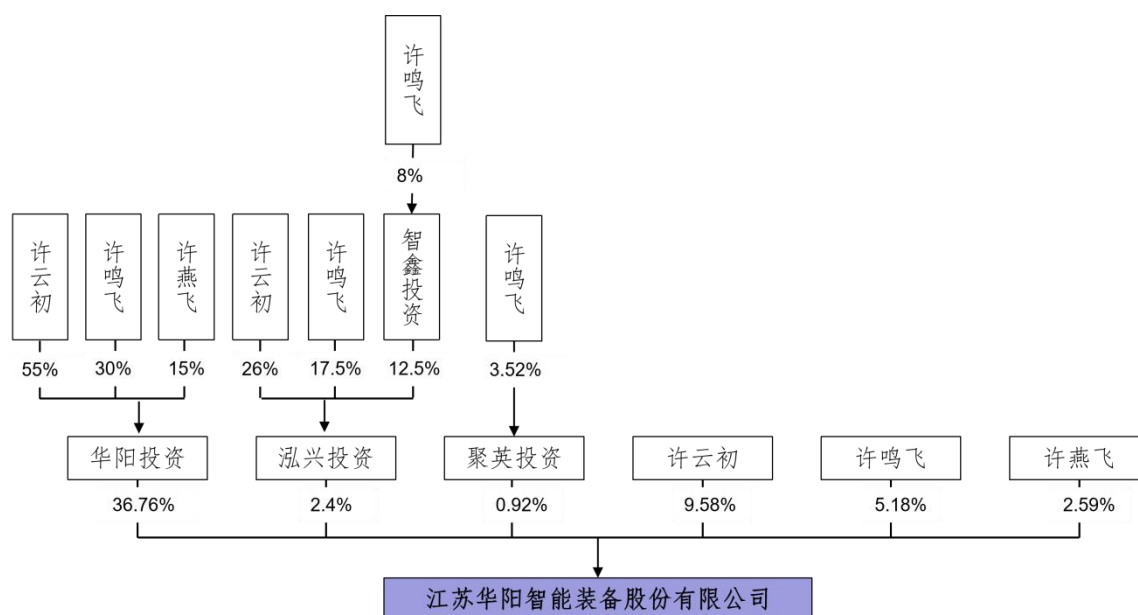 许鸣飞
8%
许云初
许鸣飞
许燕飞
许云初
许鸣飞
智鑫投资
许鸣飞
55%
30%
15%
26%
17.5%
12.5%
3.52%
华阳投资
泓兴投资
聚英投资
许云初
许鸣飞
许燕飞
36.76%
2.4%
0.92%
9.58%
5.18%
2.59%
江苏华阳智能装备股份有限公司